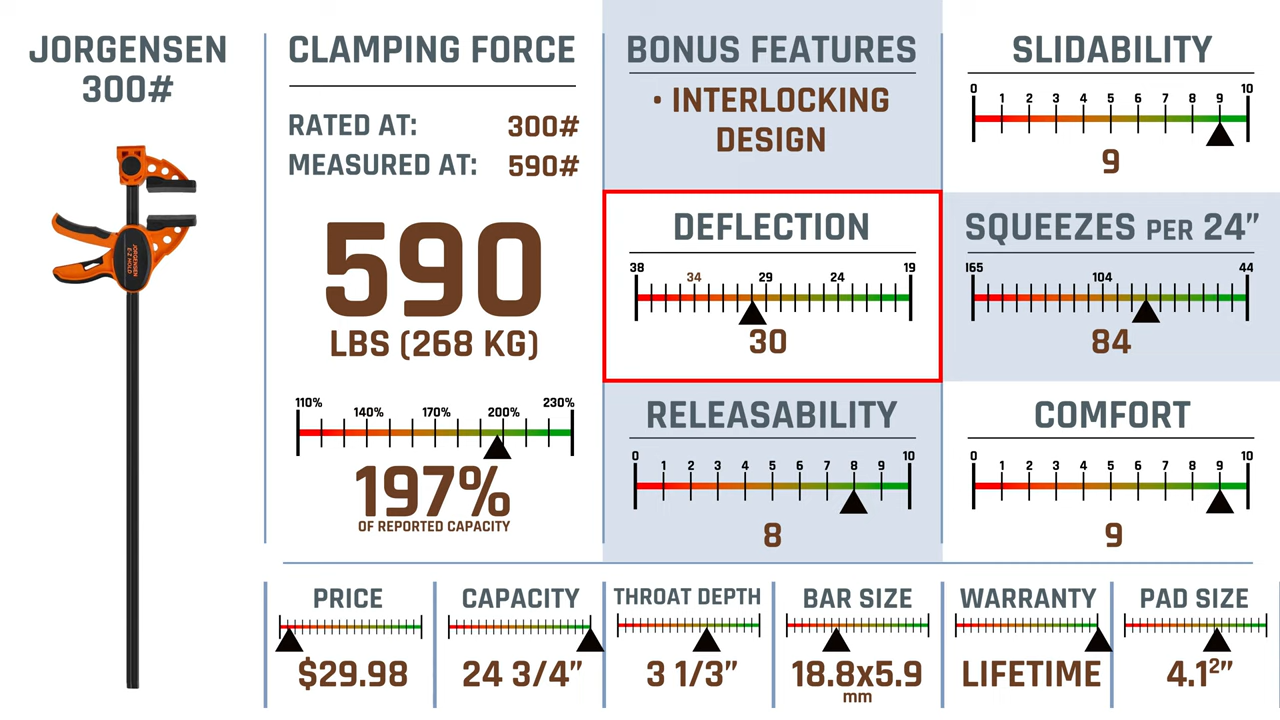 JORGENSEN
300#
JORGENSEN
E-Z HOLD
CLAMPING FORCE
RATED AT: 300#
MEASURED AT: 590#
590
LBS (268 KG)
110% 140% 170% 200% 230%
197%
OF REPORTED CAPACITY
BONUS FEATURES
• INTERLOCKING
DESIGN
DEFLECTION
38 34 29 24 19
30
RELEASABILITY
0 1 2 3 4 5 6 7 8 9 10
8
SLIDABILITY
0 1 2 3 4 5 6 7 8 9 10
9
SQUEEZES PER 24”
165 104 44
84
COMFORT
0 1 2 3 4 5 6 7 8 9 10
9
PRICE
$29.98
CAPACITY
24 3/4”
THROAT DEPTH
3 1/3”
BAR SIZE
18.8x5.9
mm
WARRANTY
LIFETIME
PAD SIZE
4.1²”